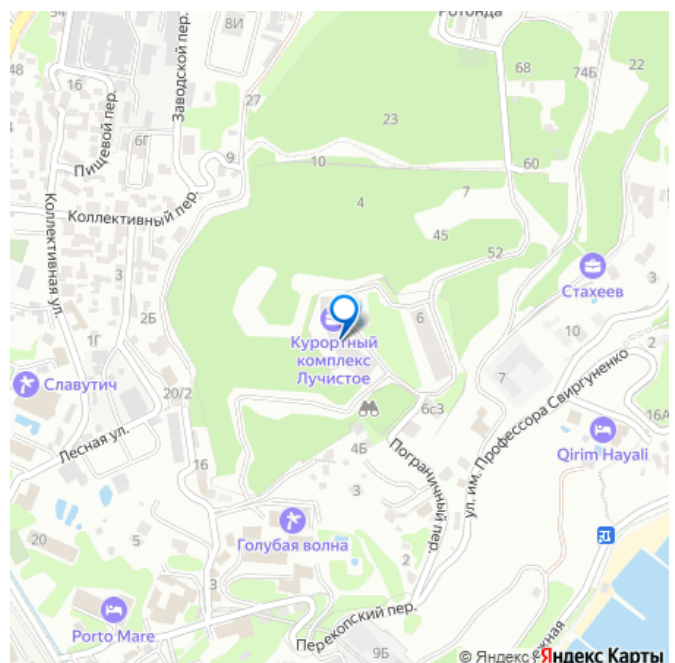 54
8И
Ротонда
68
74Б
22
48
16
Заводской пер.
27
23
6Г
Пищевой пер.
9
10
60
Коллективный пер.
4
7
45
52
Коллективная ул.
3
2Б
Стахеев
3
1Г
6
Курортный
комплекс
Лучистое
10
2
7
Славутич
20/2
6с3
16А
Лесная ул.
4Б
Qirim Hayali
16
3
Пограничный пер.
ул. им. Профессора Свиргуненко
20
5
Голубая волна
2
3
Porto Mare
Перекопский пер.
9Б
© Яндекс
Яндекс Карты